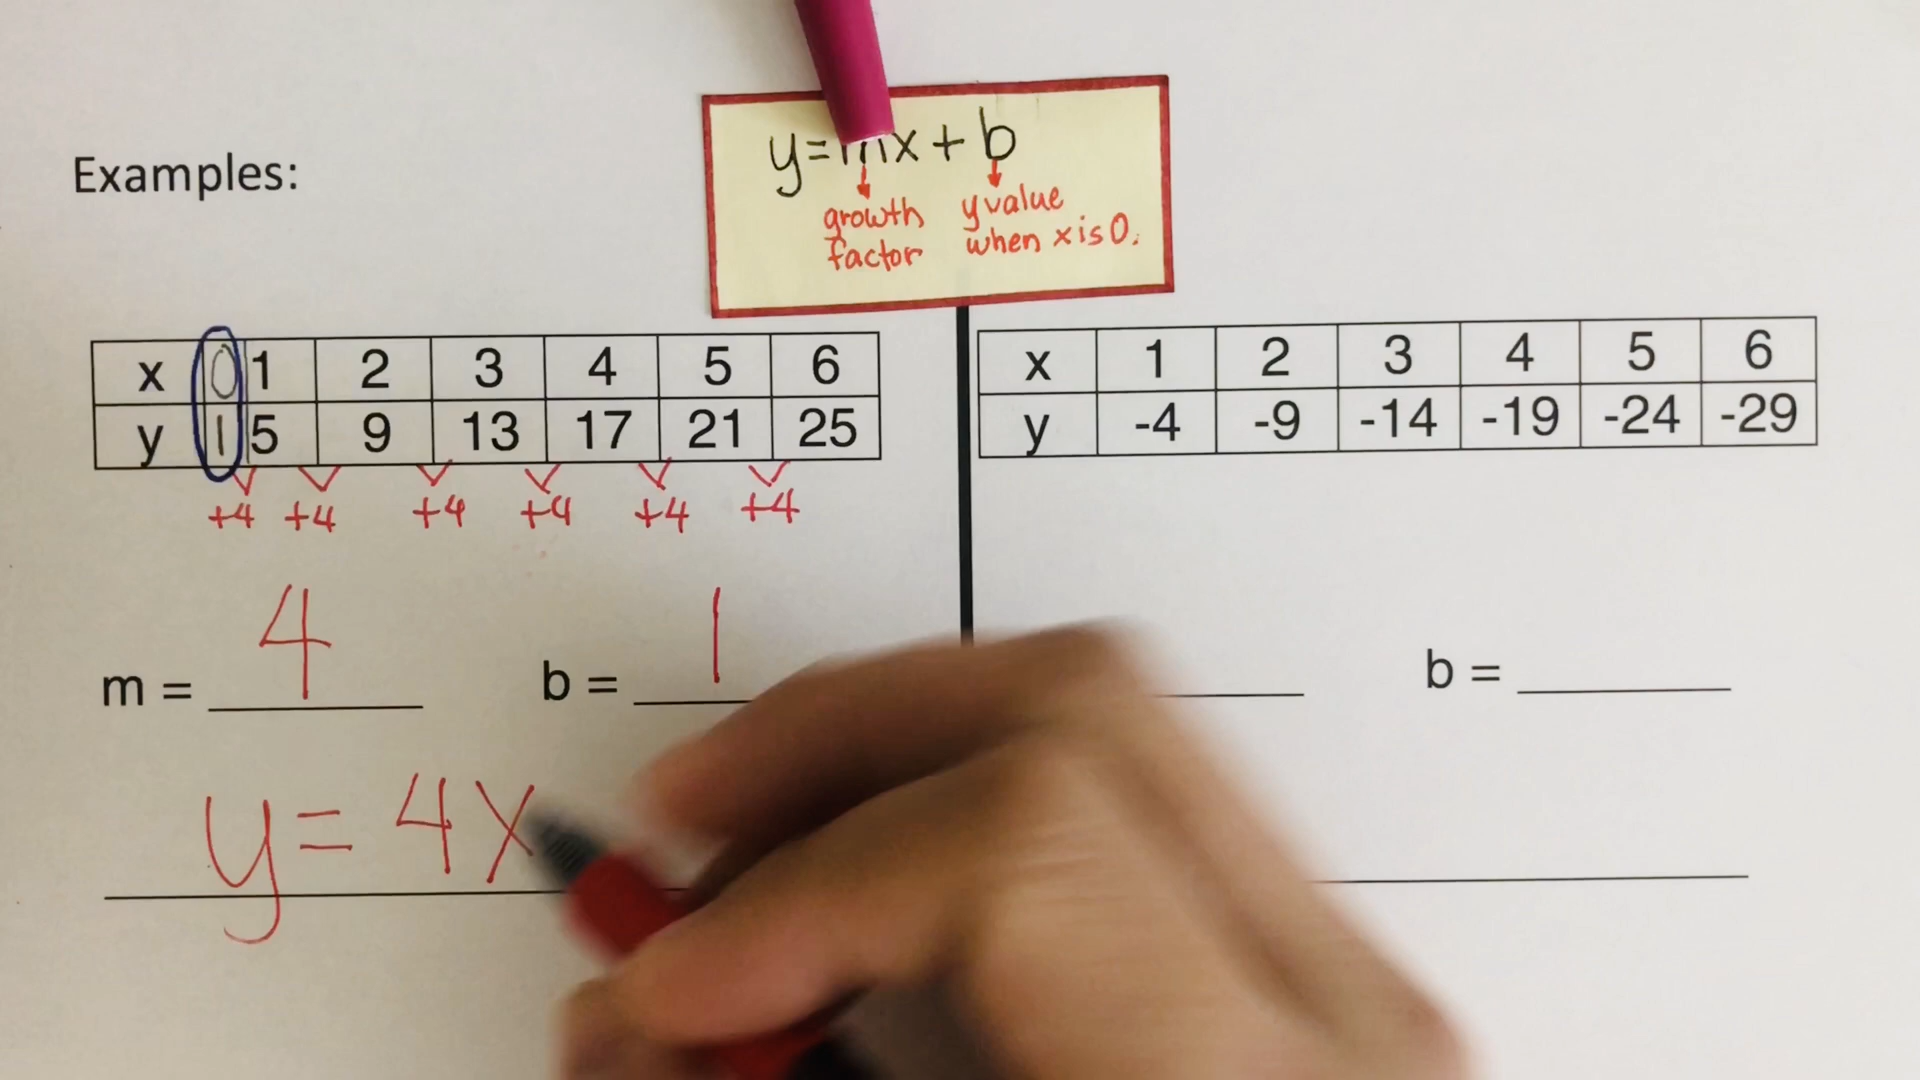 y=mx + b
growth factor
y value when x is 0.
Examples:
x 0 1 2 3 4 5 6
y 1 5 9 13 17 21 25
+4 +4 +4 +4 +4 +4
m = 4
b = 1
y = 4x
x 1 2 3 4 5 6
y -4 -9 -14 -19 -24 -29
b =